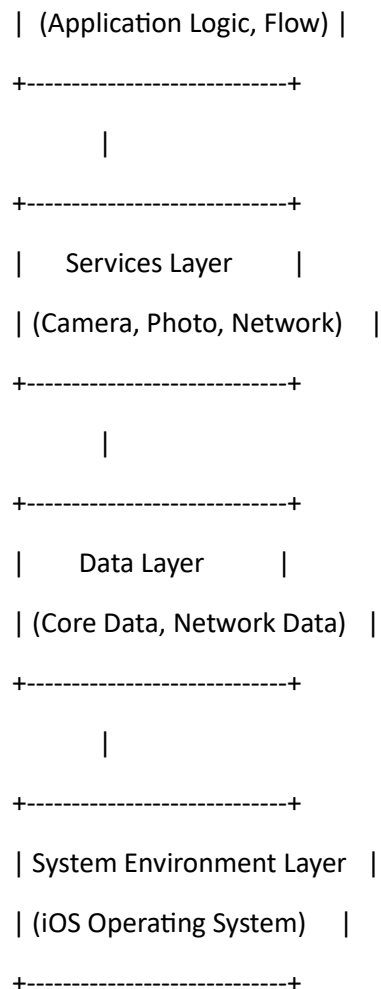 | (Application Logic, Flow) |
+-----------------------------+
|
+-----------------------------+
| Services Layer |
| (Camera, Photo, Network) |
+-----------------------------+
|
+-----------------------------+
| Data Layer |
| (Core Data, Network Data) |
+-----------------------------+
|
+-----------------------------+
| System Environment Layer |
| (iOS Operating System) |
+-----------------------------+